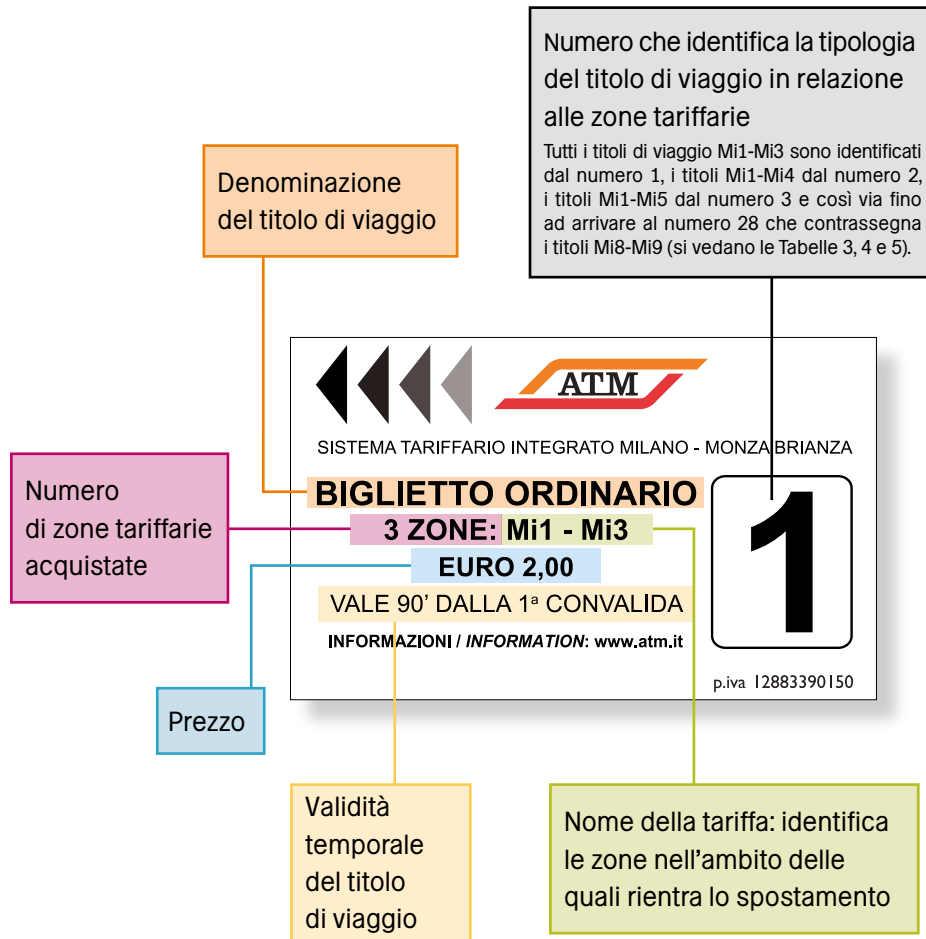 Numero che identifica la tipologia
del titolo di viaggio in relazione
alle zone tariffarie
Tutti i titoli di viaggio Mi1-Mi3 sono identificati
dal numero 1, i titoli Mi1-Mi4 dal numero 2,
i titoli Mi1-Mi5 dal numero 3 e così via fino
ad arrivare al numero 28 che contrassegna
i titoli Mi8-Mi9 (si vedano le Tabelle 3, 4 e 5).
Denominazione
del titolo di viaggio
ATM
SISTEMA TARIFFARIO INTEGRATO MILANO - MONZA BRIANZA
Numero
di zone tariffarie
acquistate
BIGLIETTO ORDINARIO
3 ZONE: Mi1 - Mi3
EURO 2,00
VALE 90' DALLA 1ª CONVALIDA
INFORMAZIONI / INFORMATION: www.atm.it
1
p.iva 12883390150
Prezzo
Validità
temporale
del titolo
di viaggio
Nome della tariffa: identifica
le zone nell'ambito delle
quali rientra lo spostamento